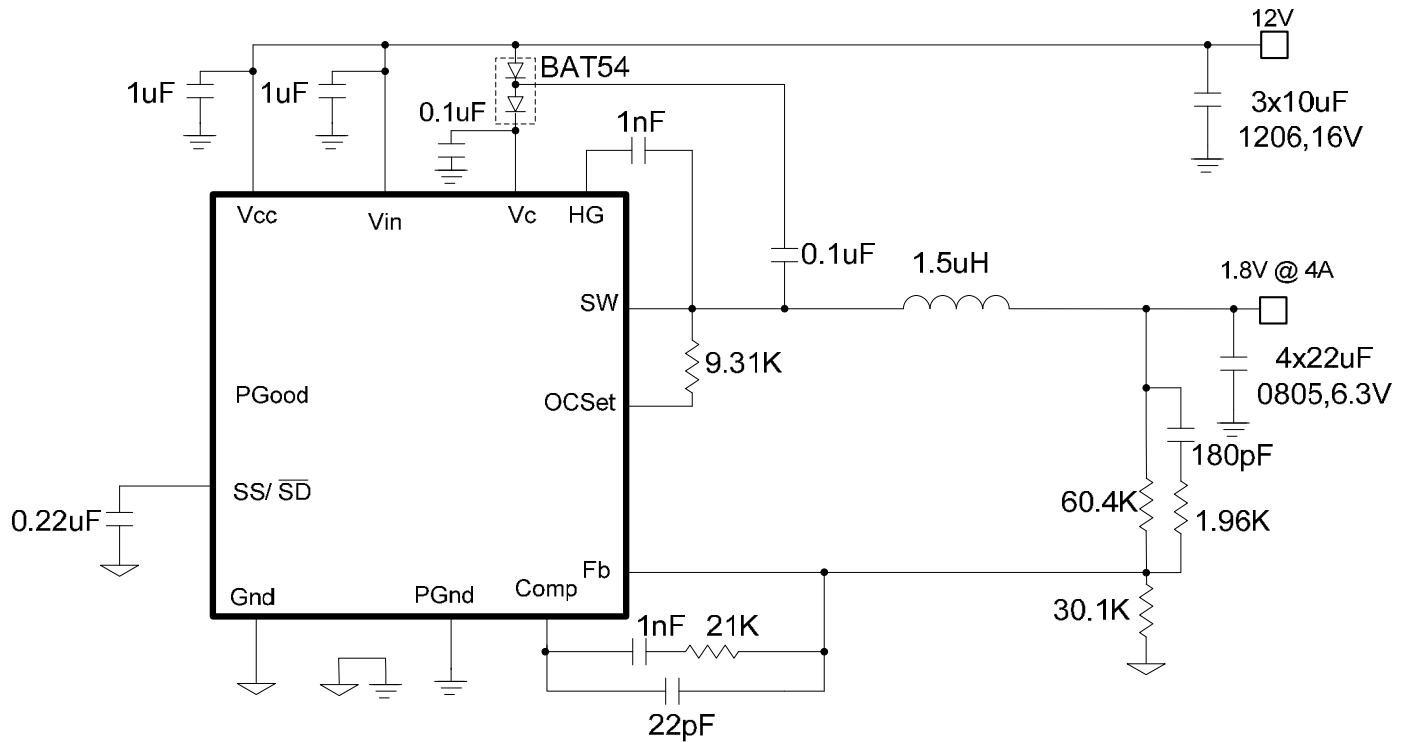 12V
BAT54
1uF
1uF
0.1uF
3x10uF
1206,16V
1nF
Vcc
Vin
Vc
HG
0.1uF
1.5uH
1.8V @ 4A
SW
9.31K
4x22uF
0805,6.3V
PGood
OCSet
180pF
SS/ SD
0.22uF
60.4K
1.96K
Fb
Comp
Gnd
PGnd
30.1K
1nF
21K
22pF